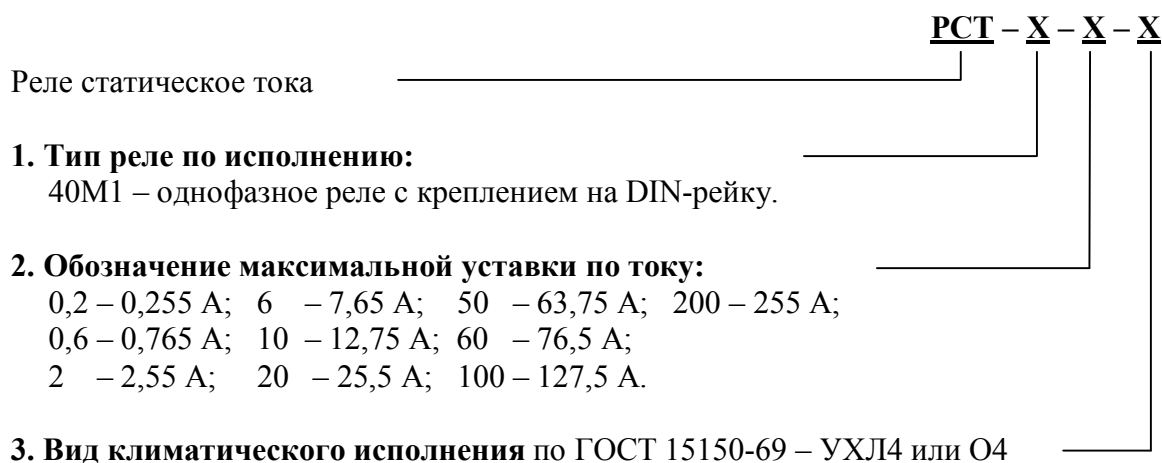 РСТ – Х – Х – Х
Реле статическое тока
1. Тип реле по исполнению:
40М1 – однофазное реле с креплением на DIN-рейку.
2. Обозначение максимальной уставки по току:
0,2 – 0,255 А; 6 – 7,65 А; 50 – 63,75 А; 200 – 255 А;
0,6 – 0,765 А; 10 – 12,75 А; 60 – 76,5 А;
2 – 2,55 А; 20 – 25,5 А; 100 – 127,5 А.
3. Вид климатического исполнения по ГОСТ 15150-69 – УХЛ4 или О4